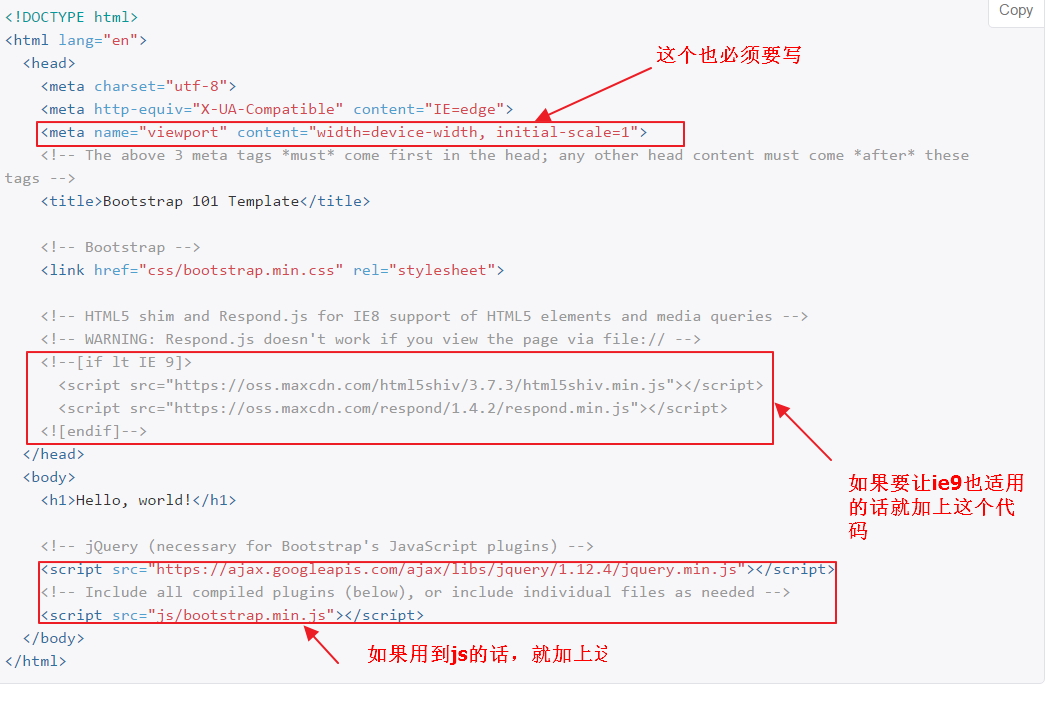 Copy
<!DOCTYPE html>
<html lang="en">
<head>
<meta charset="utf-8">
<meta http-equiv="X-UA-Compatible" content="IE=edge">
<meta name="viewport" content="width=device-width, initial-scale=1">
<!-- The above 3 meta tags *must* come first in the head; any other head content must come *after* these
tags -->
<title>Bootstrap 101 Template</title>
<!-- Bootstrap -->
<link href="css/bootstrap.min.css" rel="stylesheet">
<!-- HTML5 shim and Respond.js for IE8 support of HTML5 elements and media queries -->
<!-- WARNING: Respond.js doesn't work if you view the page via file:// -->
<!--[if lt IE 9]>
<script src="https://oss.maxcdn.com/html5shiv/3.7.3/html5shiv.min.js"></script>
<script src="https://oss.maxcdn.com/respond/1.4.2/respond.min.js"></script>
<![endif]-->
</head>
<body>
<h1>Hello, world!</h1>
<!-- jQuery (necessary for Bootstrap's JavaScript plugins) -->
<script src="https://ajax.googleapis.com/ajax/libs/jquery/1.12.4/jquery.min.js"></script>
<!-- Include all compiled plugins (below), or include individual files as needed -->
<script src="js/bootstrap.min.js"></script>
</body>
</html>
这个也必须要写
如果要让ie9也适用
的话就加上这个代
码
如果用到js的话，就加上这